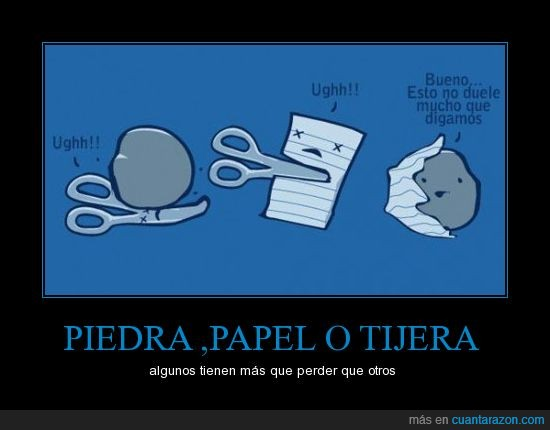 Ughh!!
Ughh!!
Bueno...
Esto no duele
mucho que
digamos
PIEDRA ,PAPEL O TIJERA
algunos tienen más que perder que otros
más en cuantarazon.com